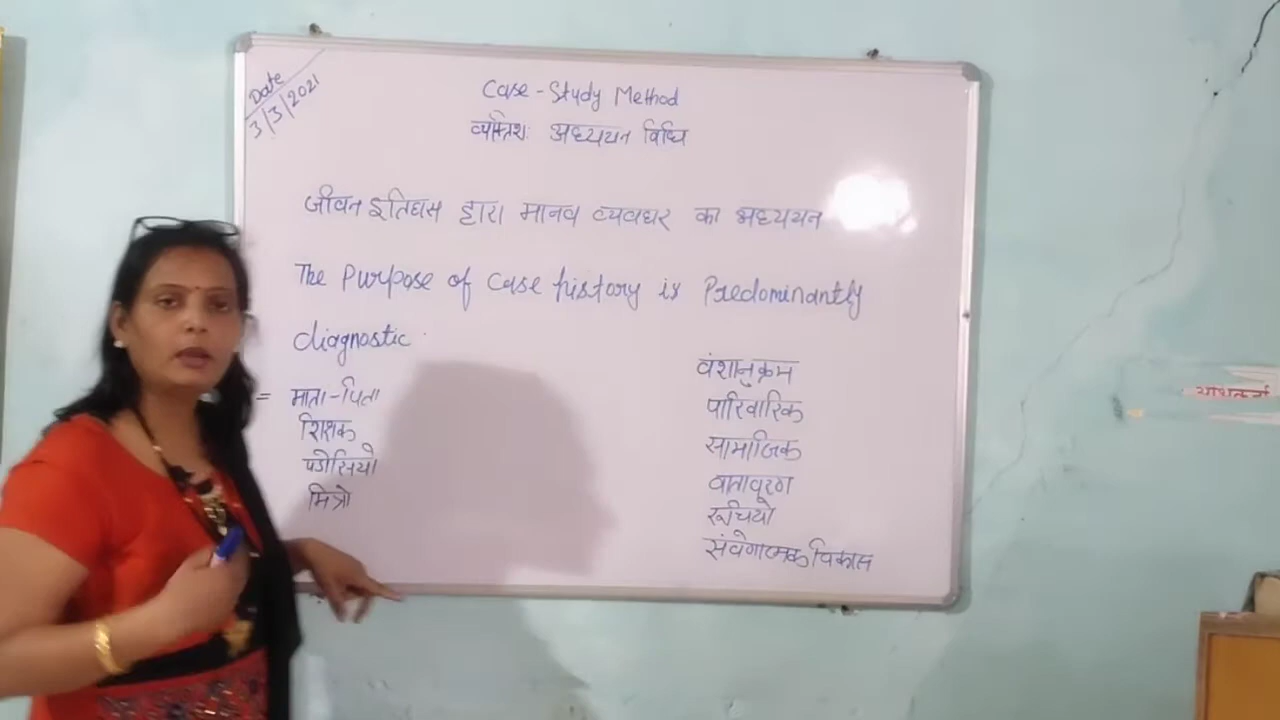 Date
3/3/2021
Case - Study Method
व्यक्तिशः अध्ययन विधि
जीवन इतिहास द्वारा मानव व्यवहार का अध्ययन
The Purpose of case history is Predominantly
diagnostic.
= माता-पिता
शिक्षक
पडोसियो
मित्रो
वंशानुक्रम
पारिवारिक
सामाजिक
वातावरण
रूचियो
संवेगात्मक विकास